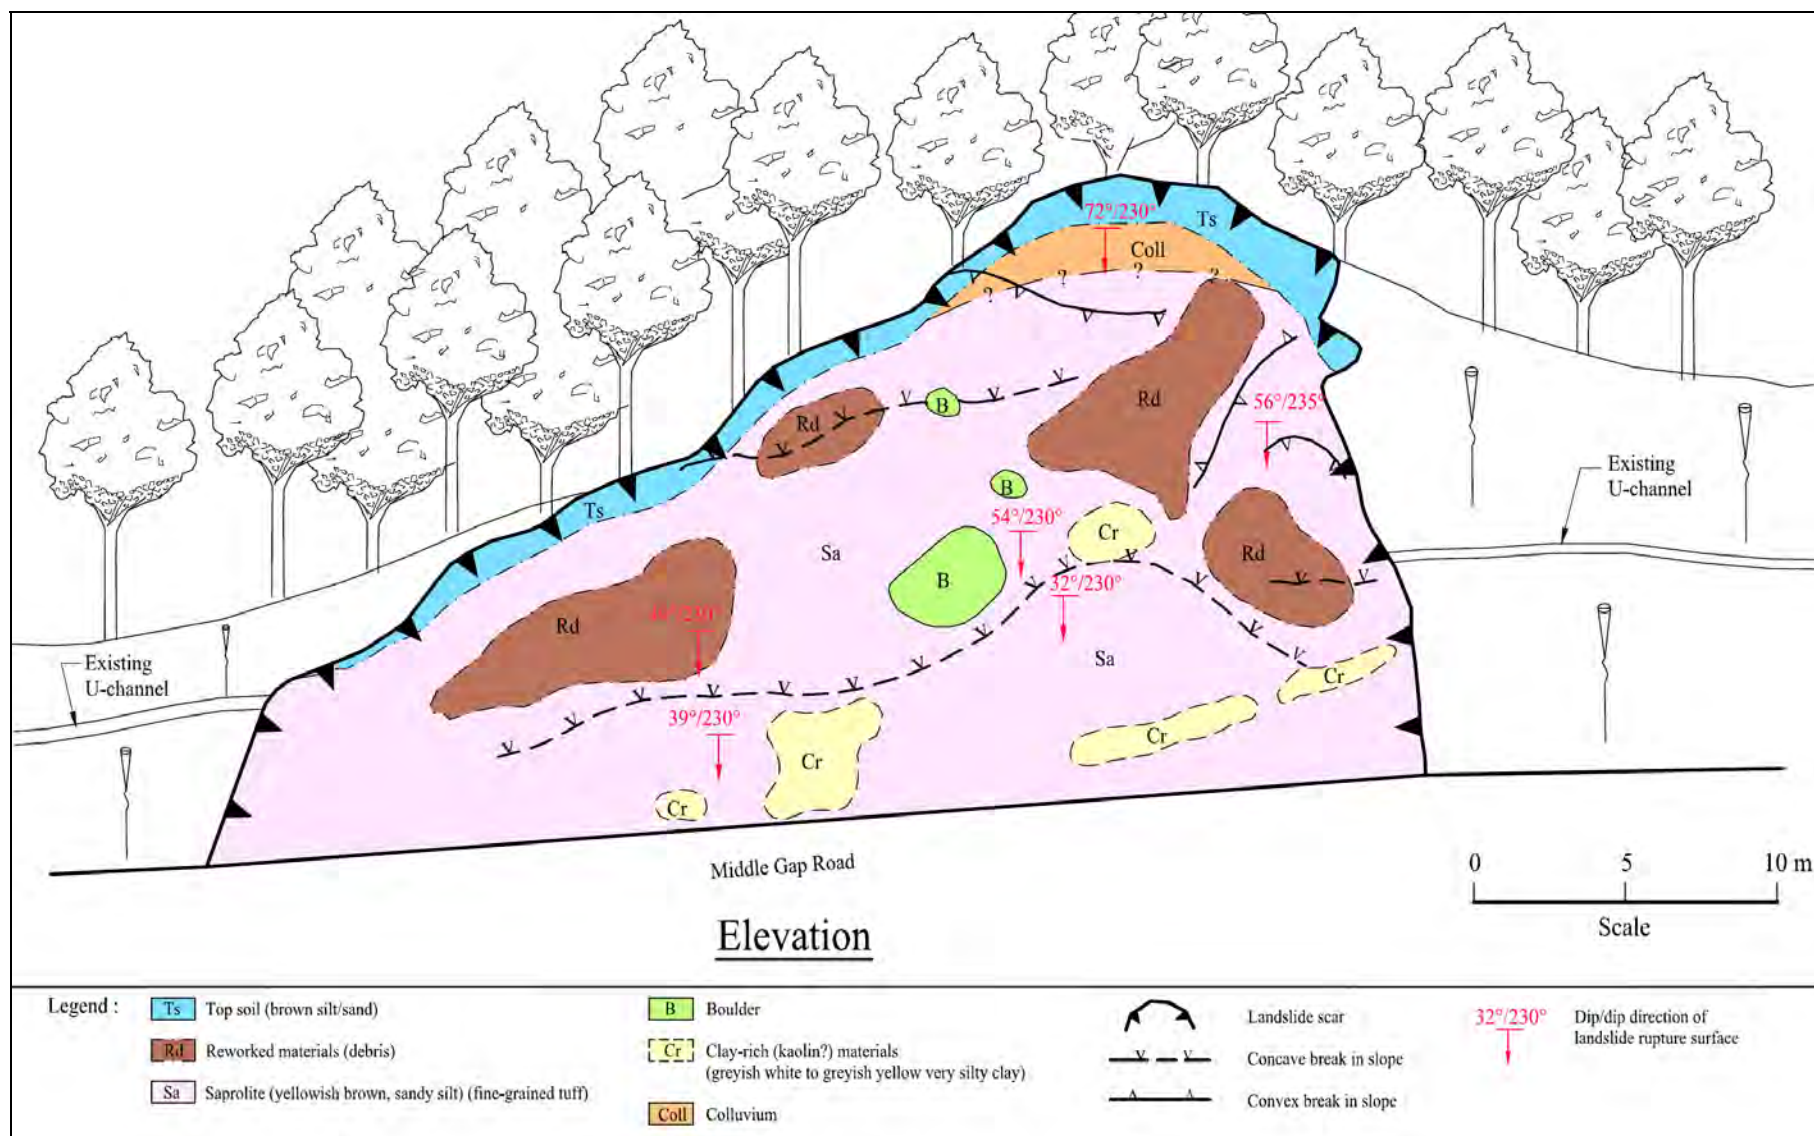 72°/230°
Ts
Coll
? ? ? ?
Rd
B
Rd
56°/235°
B
Existing
U-channel
Ts
54°/230°
Cr
Sa
B
Rd
32°/230°
Rd
Sa
Existing
U-channel
Cr
39°/230°
Cr
Cr
Cr
Middle Gap Road
0 5 10 m
Scale
Elevation
Legend :
Ts Top soil (brown silt/sand)
Rd Reworked materials (debris)
Sa Saprolite (yellowish brown, sandy silt) (fine-grained tuff)
B Boulder
Cr Clay-rich (kaolin?) materials
(greyish white to greyish yellow very silty clay)
Coll Colluvium
Landslide scar
Concave break in slope
Convex break in slope
32°/230° Dip/dip direction of
landslide rupture surface